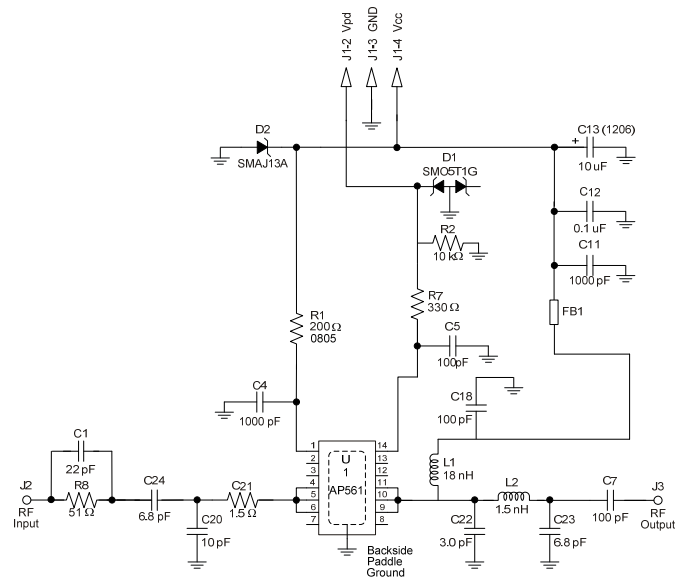 J1-2 Vpd
J1-3 GND
J1-4 Vcc
D2
SMAJ13A
D1
SMO5T1G
C13 (1206)
+
10 uF
C12
0.1 uF
C11
1000 pF
R2
10 kΩ
R7
330 Ω
FB1
R1
200 Ω
0805
C5
100pF
C4
1000 pF
C18
100 pF
1
2
3
4
5
6
7
14
13
12
11
10
9
8
U
1
AP561
L1
18 nH
C1
22 pF
J2
RF
Input
R8
51 Ω
C24
6.8 pF
C21
1.5 Ω
C20
10 pF
L2
1.5 nH
C7
100 pF
J3
RF
Output
C22
3.0 pF
C23
6.8 pF
Backside
Paddle
Ground